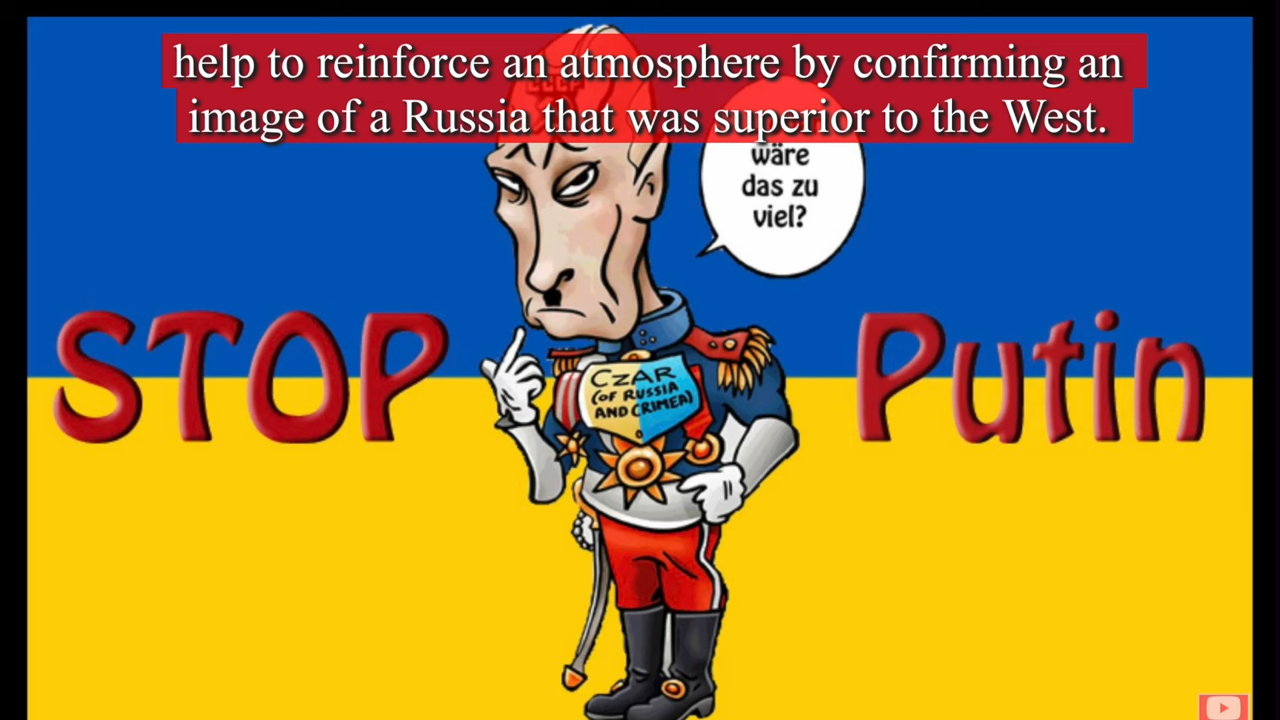 help to reinforce an atmosphere by confirming an
image of a Russia that was superior to the West.
CCCP
wäre
das zu
viel?
STOP
Putin
CZAR
(OF RUSSIA
AND CRIMEA)